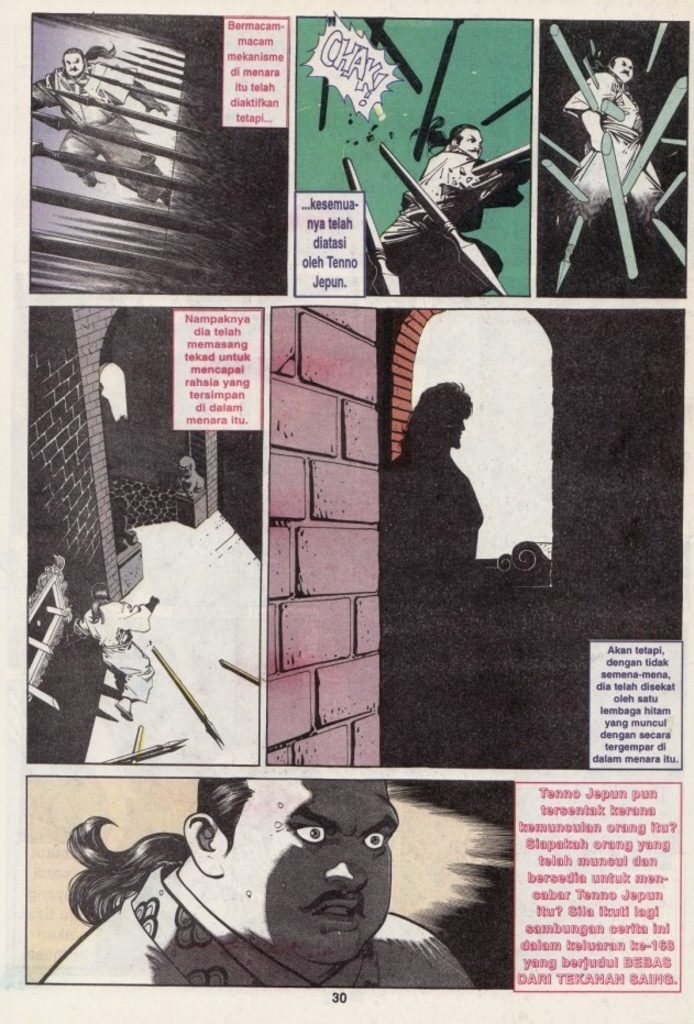 Bermacam-
macam
mekanisme
di menara
itu telah
diaktifkan
tetapi...
CHAK!!
...kesemua-
nya telah
diatasi
oleh Tenno
Jepun.
Nampaknya
dia telah
memasang
tekad untuk
mencapai
rahsia yang
tersimpan
di dalam
menara itu.
Akan tetapi,
dengan tidak
semena-mena,
dia telah disekat
oleh satu
lembaga hitam
yang muncul
dengan secara
tergempar di
dalam menara itu.
Tenno Jepun pun
tersentak kerana
kemunculan orang itu?
Siapakah orang yang
telah muncul dan
bersedia untuk men-
cabar Tenno Jepun
itu? Sila ikuti lagi
sambungan cerita ini
dalam keluaran ke-168
yang berjudul BEBAS
DARI TEKANAN SAING.
30